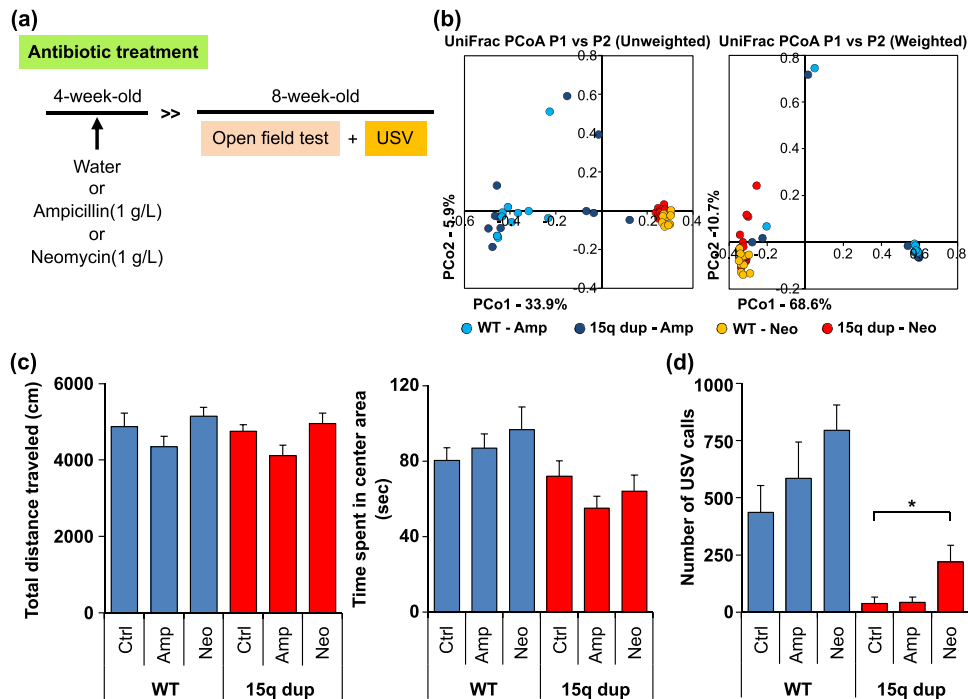 (a)
Antibiotic treatment
4-week-old
>>
8-week-old
Open field test + USV
Water
or
Ampicillin(1 g/L)
or
Neomycin(1 g/L)
(b)
UniFrac PCoA P1 vs P2 (Unweighted)
0.8
0.6
0.4
0.2
0
-0.6 -0.4 -0.2 0 0.2 0.4
-0.2
-0.4
PCo2 - 5.9%
PCo1 - 33.9%
UniFrac PCoA P1 vs P2 (Weighted)
0.8
0.6
0.4
0.2
0
-0.4 -0.2 0 0.2 0.4 0.6 0.8
-0.2
PCo2 -10.7%
PCo1 - 68.6%
WT - Amp 15q dup - Amp WT - Neo 15q dup - Neo
(c)
Total distance traveled (cm)
6000
4000
2000
0
Ctrl Amp Neo Ctrl Amp Neo
WT 15q dup
Time spent in center area
(sec)
120
80
40
0
Ctrl Amp Neo Ctrl Amp Neo
WT 15q dup
(d)
Number of USV calls
1000
750
500
250
0
*
Ctrl Amp Neo Ctrl Amp Neo
WT 15q dup